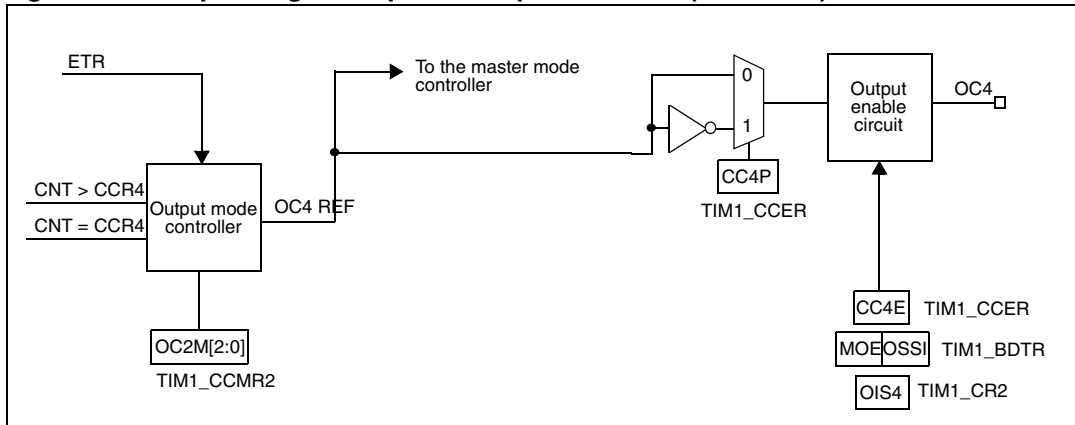 ETR
To the master mode
controller
0
1
Output
enable
circuit
OC4
CC4P
TIM1_CCER
CNT > CCR4
CNT = CCR4
Output mode
controller
OC4 REF
CC4E
TIM1_CCER
MOE
OSSI
TIM1_BDTR
OIS4
TIM1_CR2
OC2M[2:0]
TIM1_CCMR2